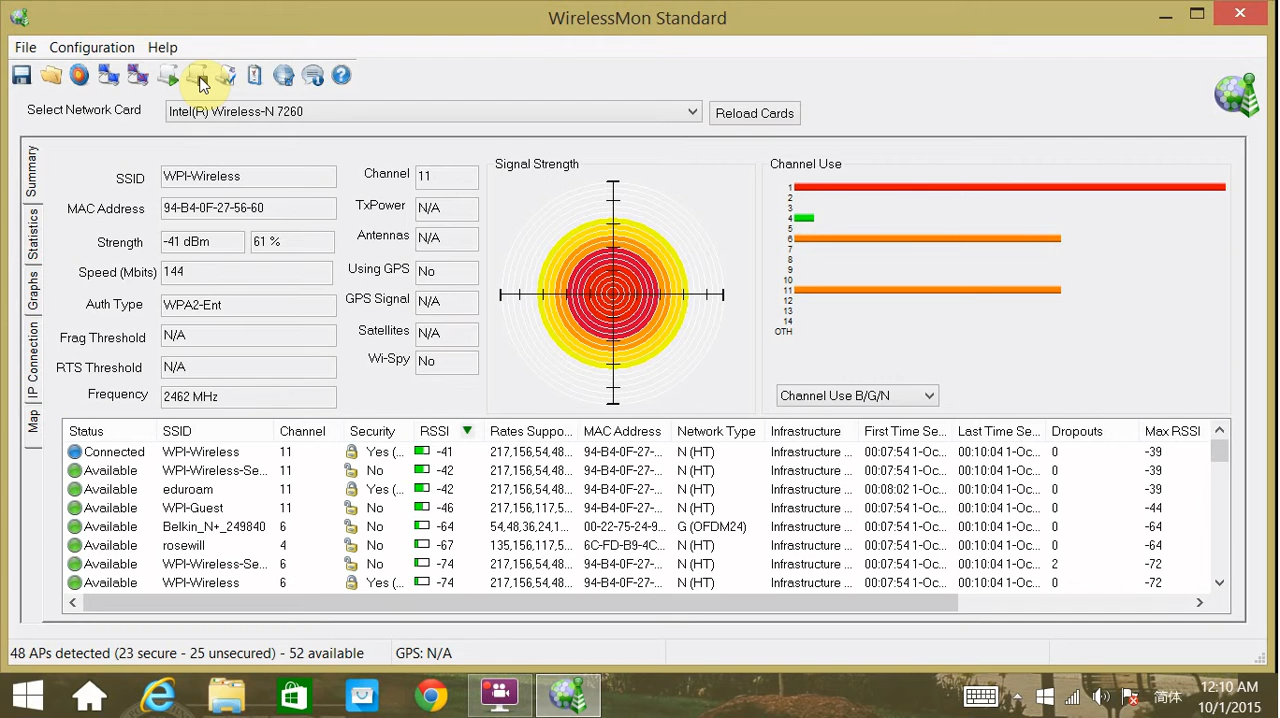 WirelessMon Standard
File Configuration Help
Select Network Card Intel(R) Wireless-N 7260 Reload Cards
Summary
Statistics
Graphs
IP Connection
Map
SSID WPI-Wireless
MAC Address 94-B4-0F-27-56-60
Strength -41 dBm 61 %
Speed (Mbits) 144
Auth Type WPA2-Ent
Frag Threshold N/A
RTS Threshold N/A
Frequency 2462 MHz
Channel 11
TxPower N/A
Antennas N/A
Using GPS No
GPS Signal N/A
Satellites N/A
Wi-Spy No
Signal Strength
Channel Use
1
2
3
4
5
6
7
8
9
10
11
12
13
14
OTH
Channel Use B/G/N
Status SSID Channel Security RSSI Rates Suppo... MAC Address Network Type Infrastructure First Time Se... Last Time Se... Dropouts Max RSSI
Connected WPI-Wireless 11 Yes (... -41 217,156,54,48... 94-B4-0F-27-... N (HT) Infrastructure ... 00:07:54 1-Oc... 00:10:04 1-Oc... 0 -39
Available WPI-Wireless-Se... 11 No -42 217,156,54,48... 94-B4-0F-27-... N (HT) Infrastructure ... 00:07:54 1-Oc... 00:10:04 1-Oc... 0 -39
Available eduroam 11 Yes (... -42 217,156,54,48... 94-B4-0F-27-... N (HT) Infrastructure ... 00:08:02 1-Oc... 00:10:04 1-Oc... 0 -39
Available WPI-Guest 11 No -46 217,156,117,5... 94-B4-0F-27-... N (HT) Infrastructure ... 00:07:54 1-Oc... 00:10:04 1-Oc... 0 -44
Available Belkin_N+_249840 6 No -64 54,48,36,24,1... 00-22-75-24-9... G (OFDM24) Infrastructure ... 00:07:54 1-Oc... 00:10:04 1-Oc... 0 -64
Available rosewill 4 No -67 135,156,117,5... 6C-FD-B9-4C... N (HT) Infrastructure ... 00:07:54 1-Oc... 00:10:04 1-Oc... 0 -64
Available WPI-Wireless-Se... 6 No -74 217,156,54,48... 94-B4-0F-27-... N (HT) Infrastructure ... 00:07:54 1-Oc... 00:10:04 1-Oc... 2 -72
Available WPI-Wireless 6 Yes (... -74 217,156,54,48... 94-B4-0F-27-... N (HT) Infrastructure ... 00:07:54 1-Oc... 00:10:04 1-Oc... 0 -72
48 APs detected (23 secure - 25 unsecured) - 52 available GPS: N/A
简体
12:10 AM
10/1/2015